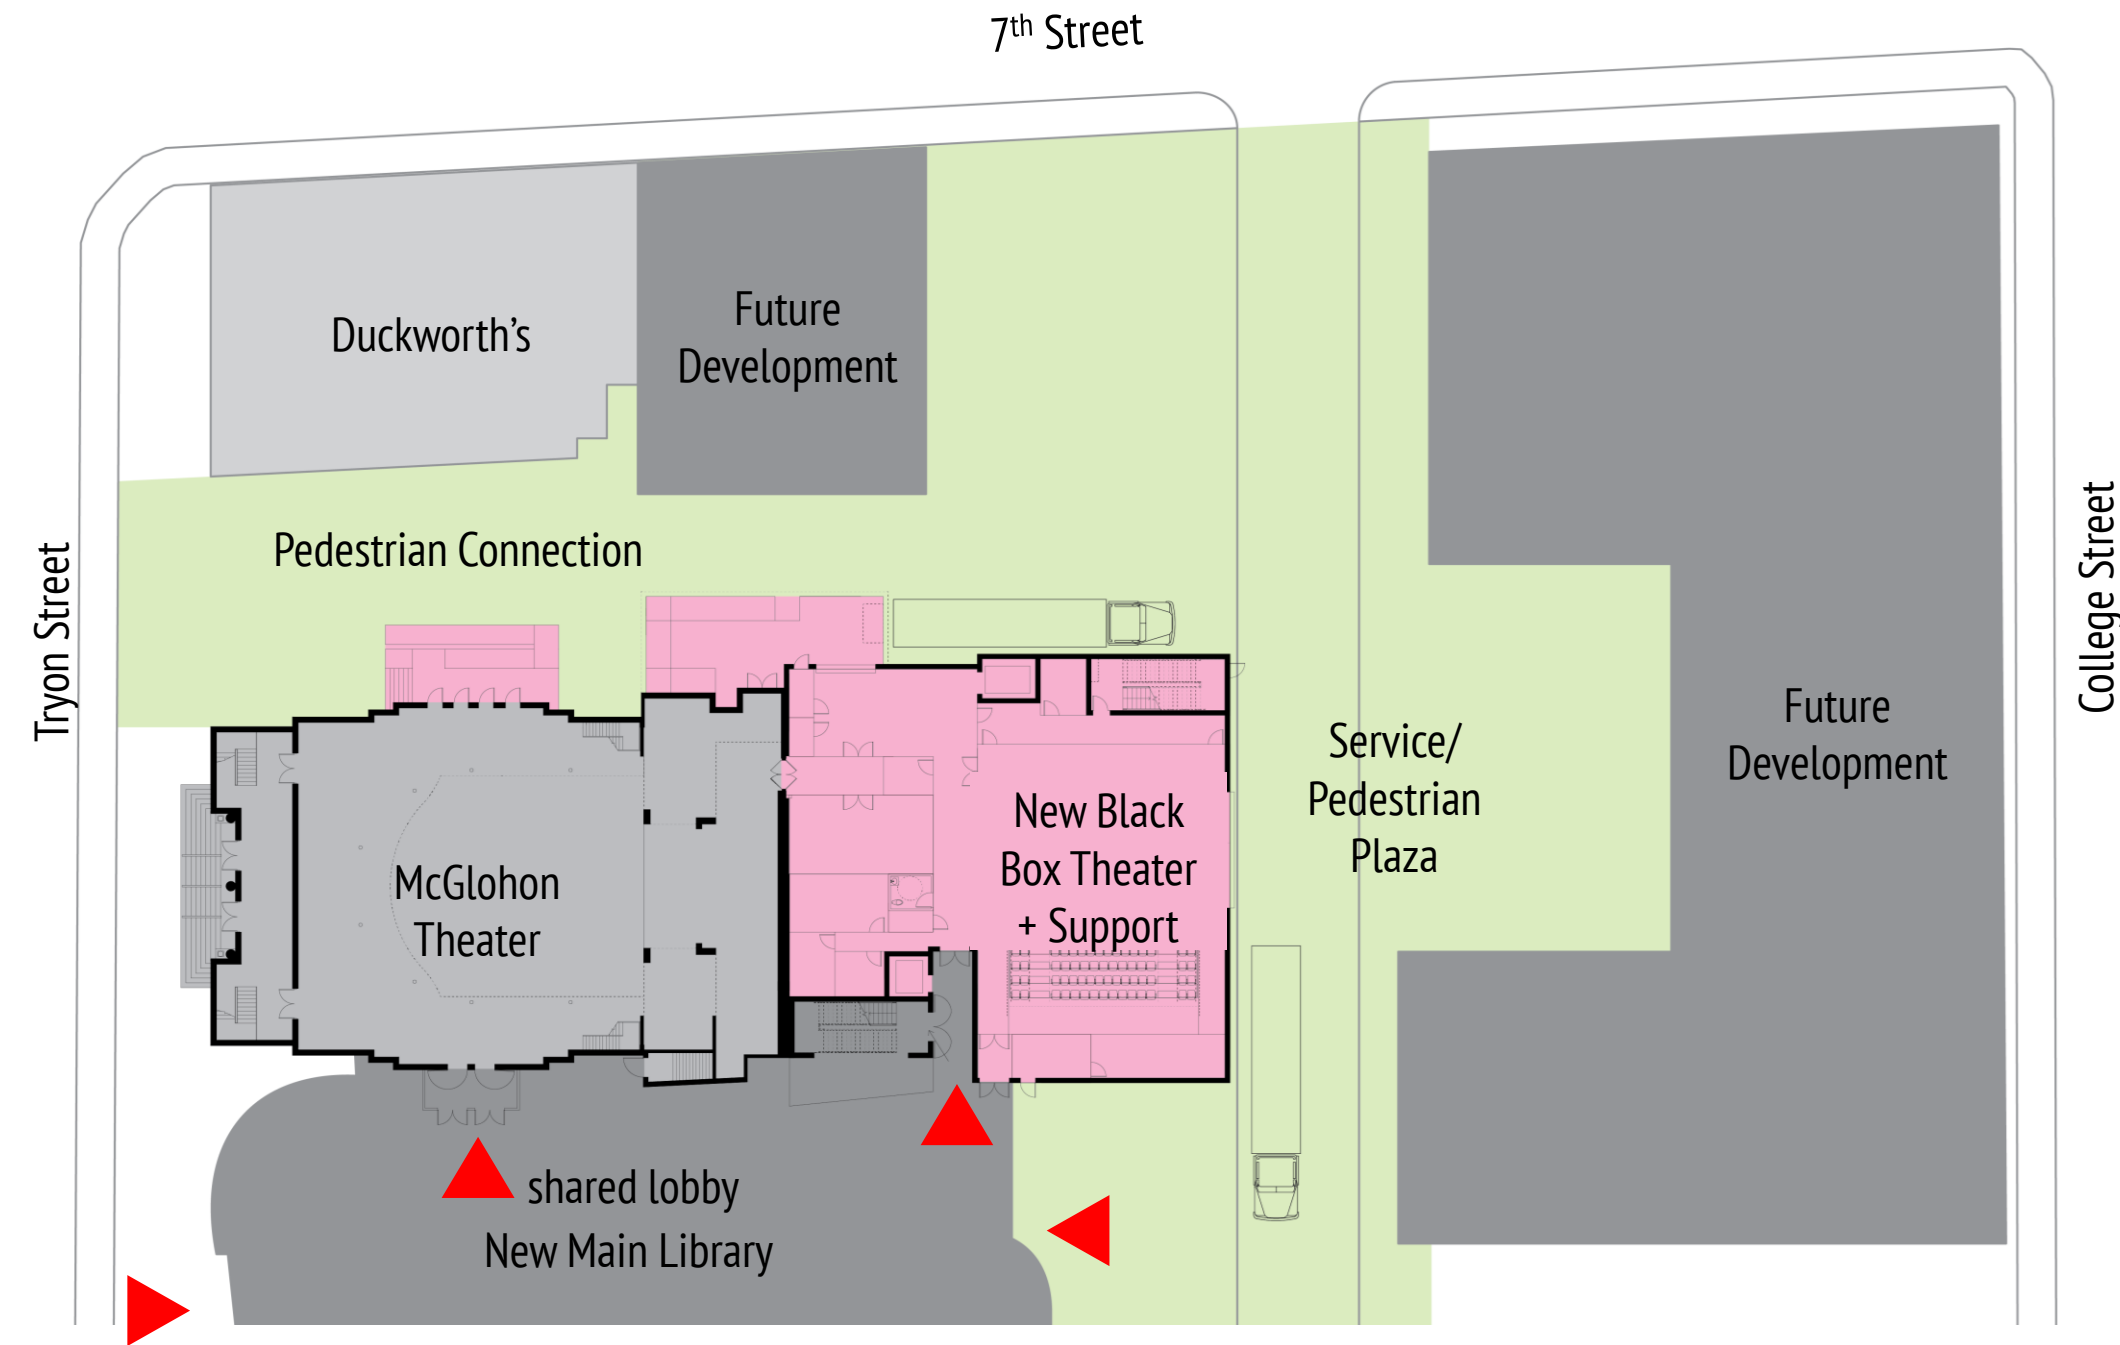 7th Street
Duckworth's
Future
Development
Pedestrian Connection
Tryon Street
College Street
McGlohon
Theater
New Black
Box Theater
+ Support
Service/
Pedestrian
Plaza
Future
Development
shared lobby
New Main Library